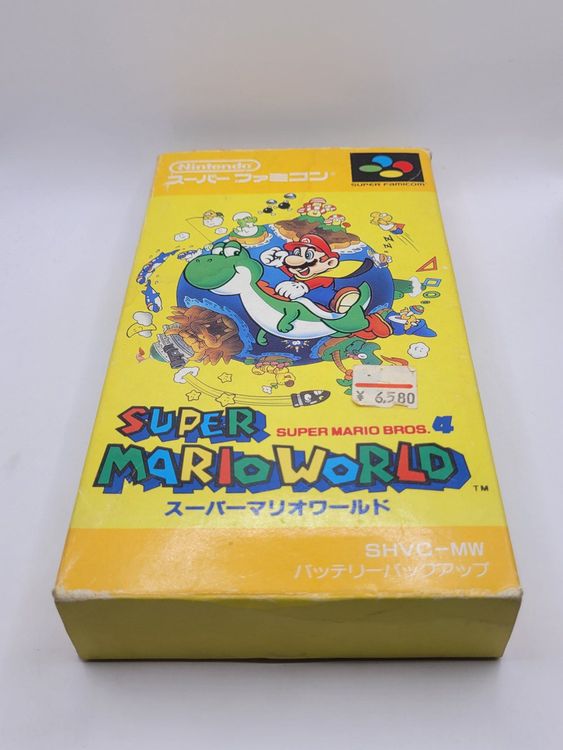 Nintendo
スーパーファミコン®
SUPER FAMICOM
Z Z
¥ 6,580
SUPER MARIO BROS. 4
SUPER
MARIO WORLD™
スーパーマリオワールド
SHVC-MW
バッテリーバックアップ